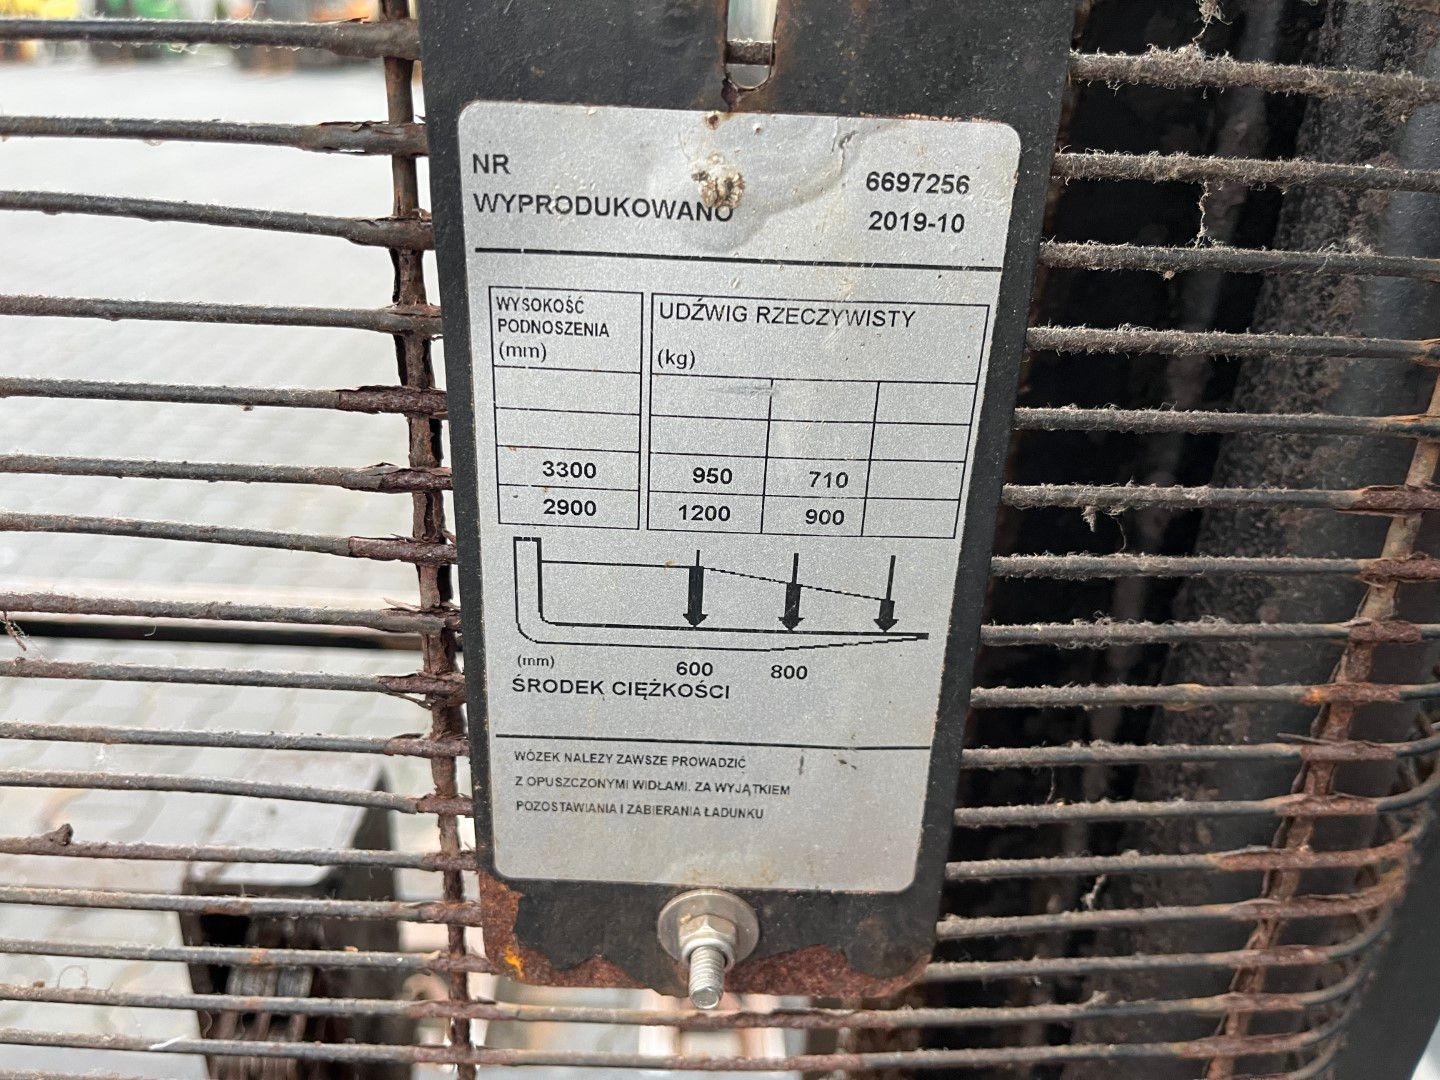 NR 6697256
WYPRODUKOWANO 2019-10
WYSOKOŚĆ
PODNOSZENIA
(mm)
UDŹWIG RZECZYWISTY
(kg)
3300 950 710
2900 1200 900
600 800
(mm)
ŚRODEK CIĘŻKOŚCI
WÓZEK NALEZY ZAWSZE PROWADZIĆ
Z OPUSZCZONYMI WIDŁAMI. ZA WYJĄTKIEM
POZOSTAWIANIA I ZABIERANIA ŁADUNKU